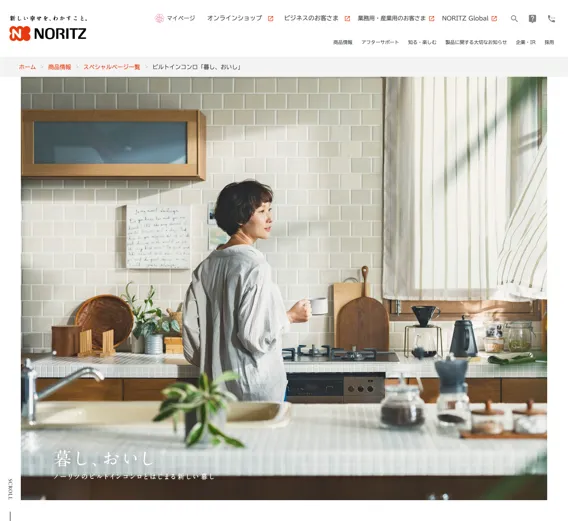 新しい幸せを、わかすこと。
NORITZ
マイページ
オンラインショップ
ビジネスのお客さま
業務用・産業用のお客さま
NORITZ Global
商品情報
アフターサポート
知る・楽しむ
製品に関する大切なお知らせ
企業・IR
採用
ホーム > 商品情報 > スペシャルページ一覧 > ビルトインコンロ「暮し、おいし」
暮し、おいし
ノーリツのビルトインコンロとはじまる新しい暮し
SCROLL